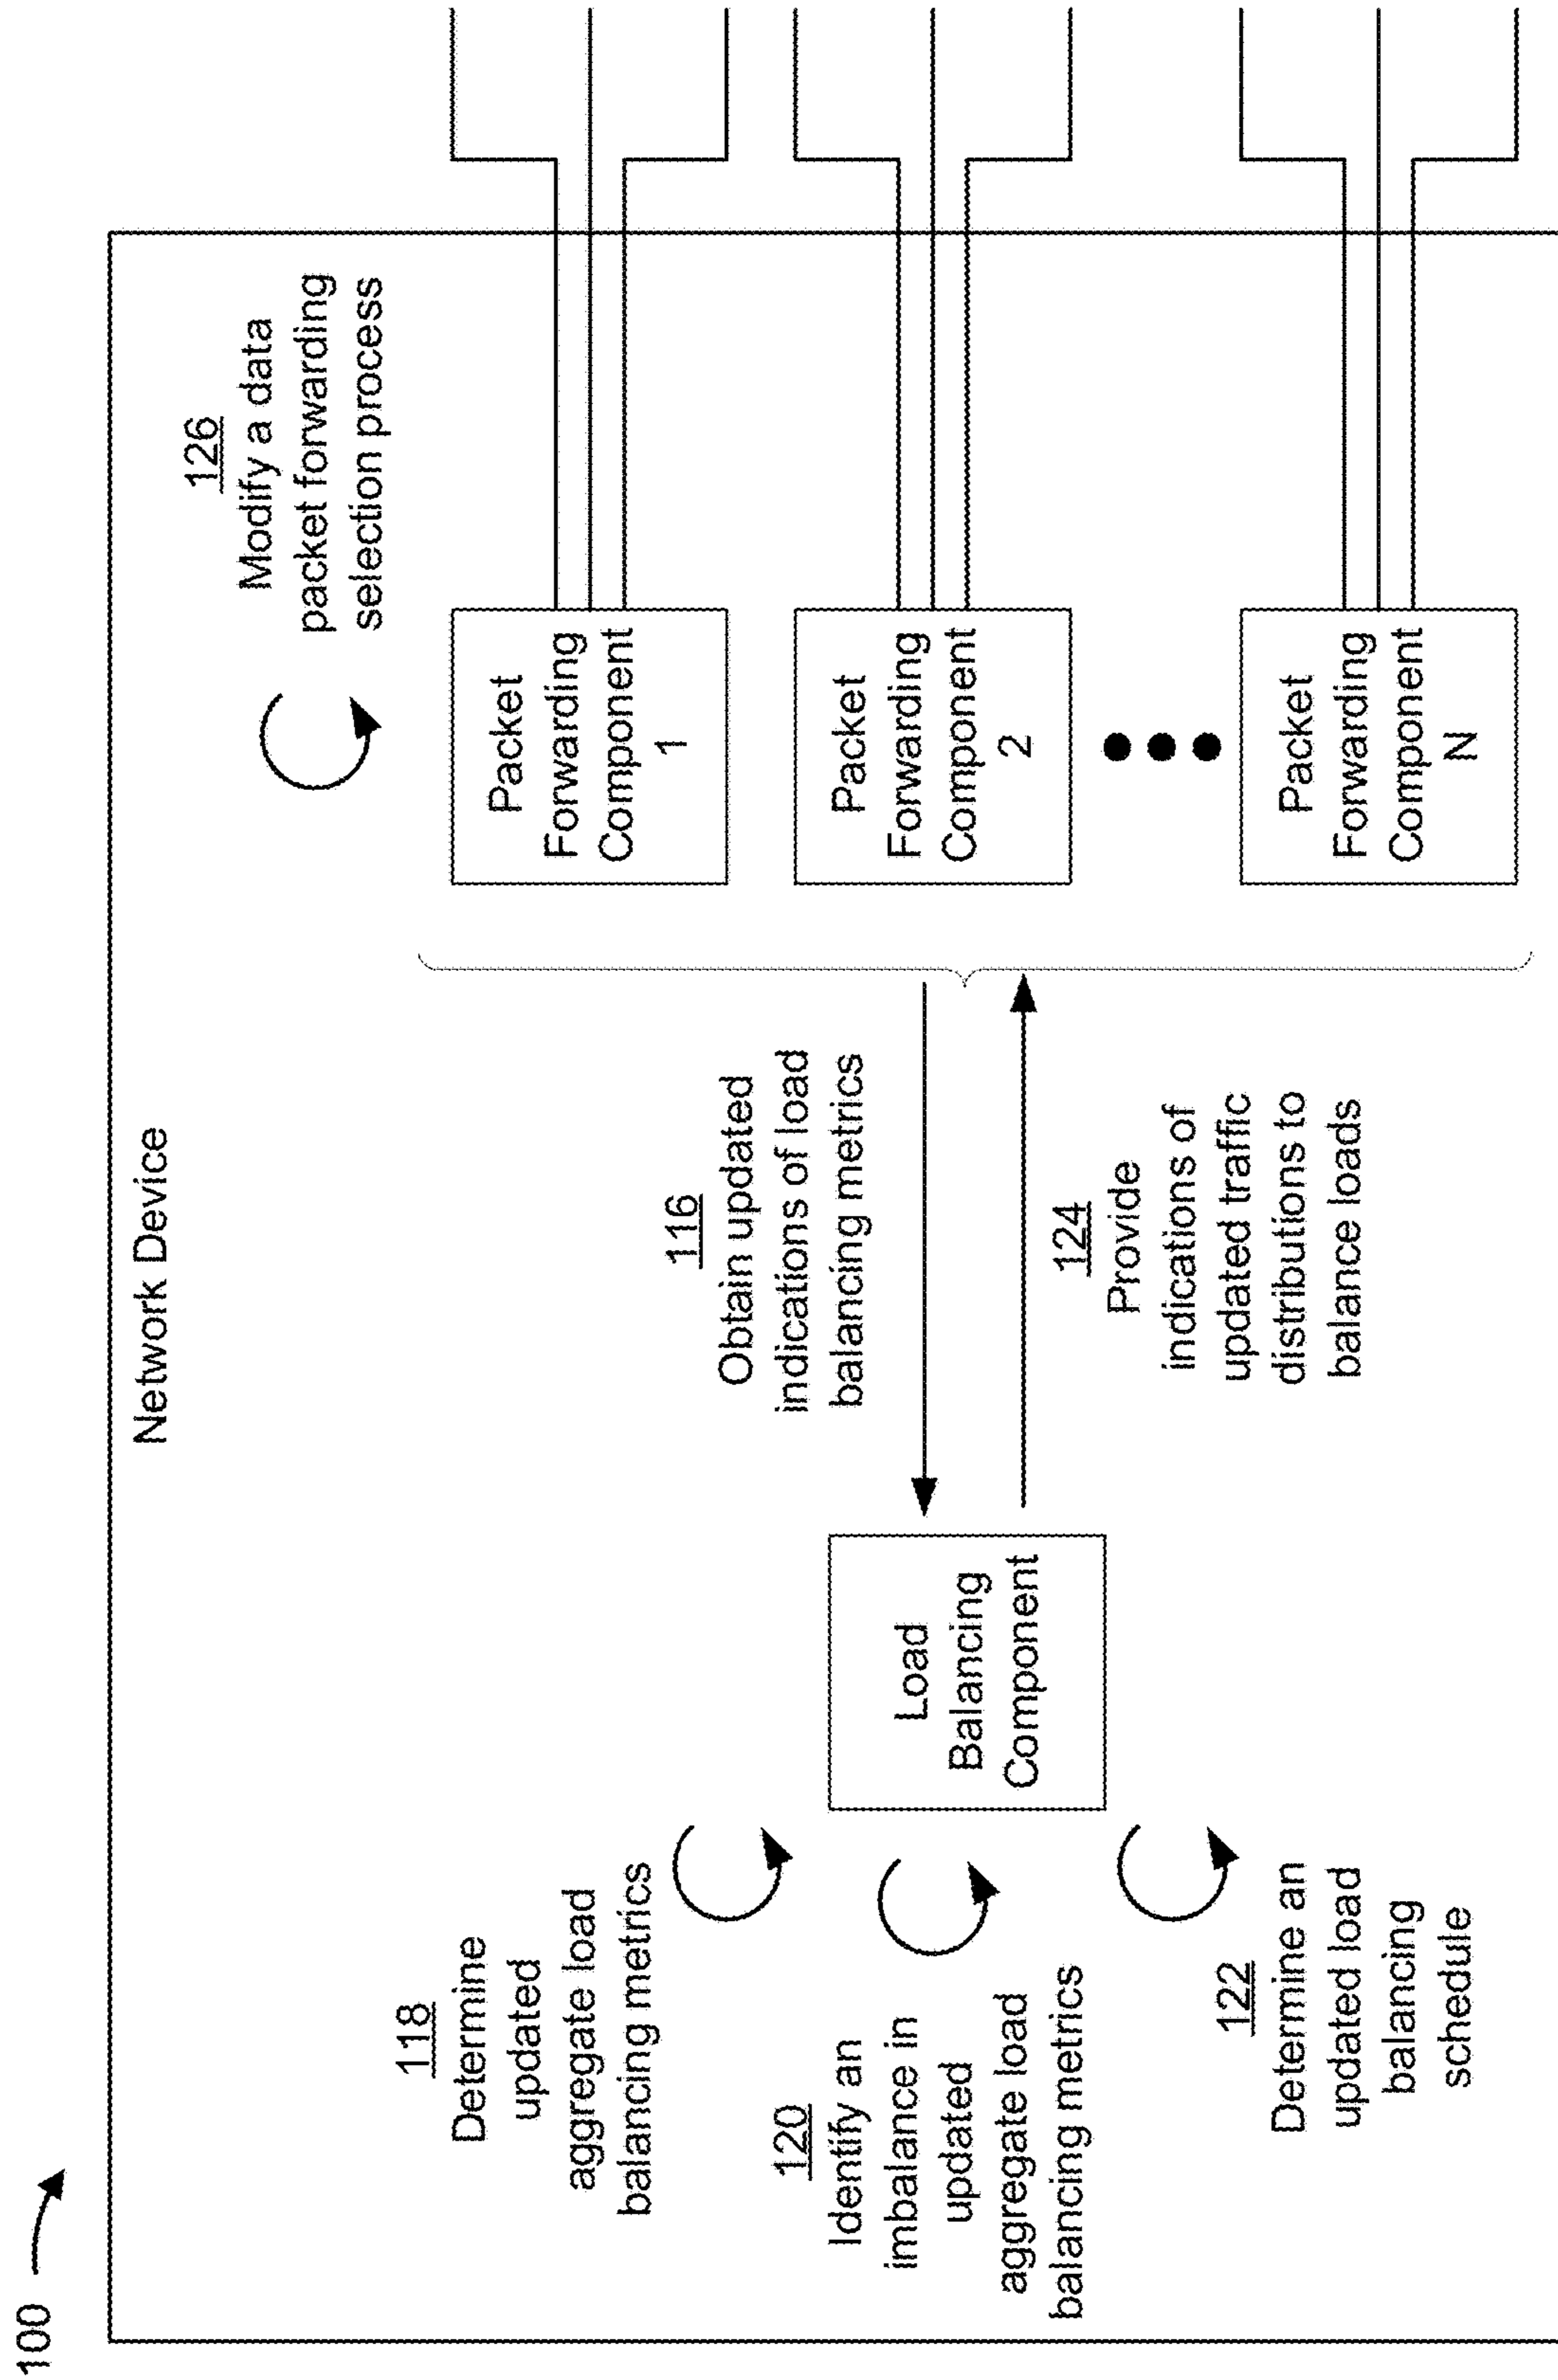 100
Network Device
126
Modify a data
packet forwarding
selection process
118
Determine
updated
aggregate load
balancing metrics
116
Obtain updated
indications of load
balancing metrics
Packet
Forwarding
Component
1
120
Identify an
imbalance in
updated
aggregate load
balancing metrics
Load
Balancing
Component
Packet
Forwarding
Component
2
122
Determine an
updated load
balancing
schedule
124
Provide
indications of
updated traffic
distributions to
balance loads
Packet
Forwarding
Component
N